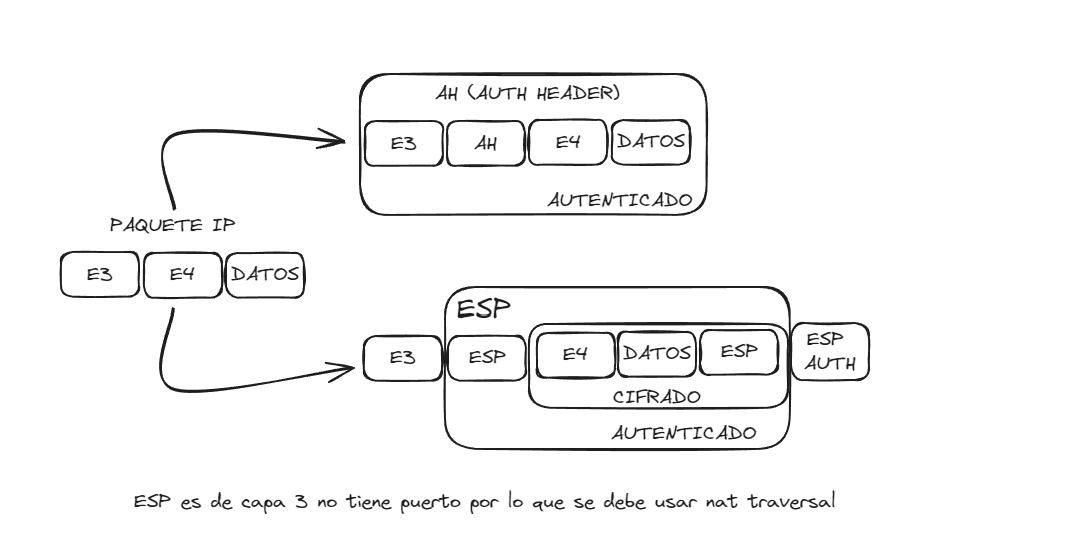 AH (AUTH HEADER)
E3 AH E4 DATOS
AUTENTICADO
PAQUETE IP
E3 E4 DATOS
ESP
E3 ESP E4 DATOS ESP ESP AUTH
CIFRADO
AUTENTICADO
ESP es de capa 3 no tiene puerto por lo que se debe usar nat traversal